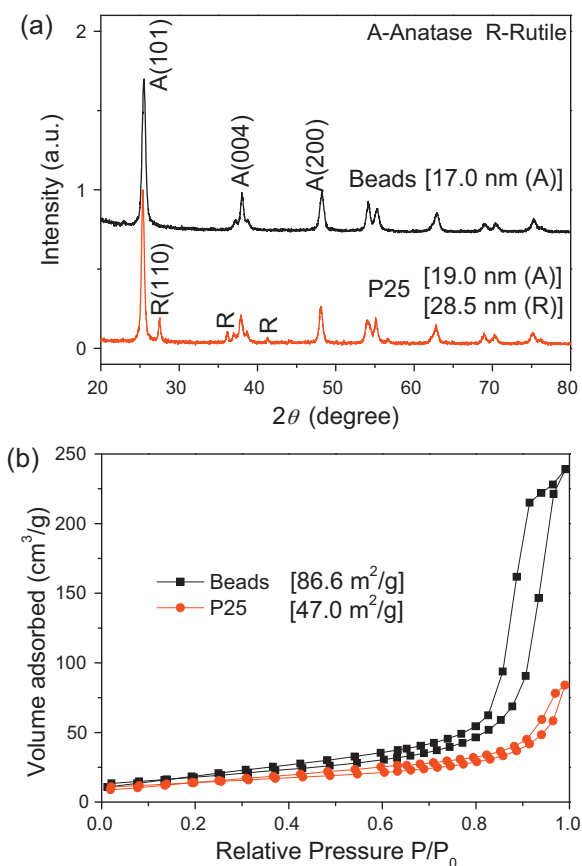 (a)
A-Anatase R-Rutile
A(101)
A(004)
A(200)
Beads [17.0 nm (A)]
R(110)
R
R
P25
[19.0 nm (A)]
[28.5 nm (R)]
Intensity (a.u.)
2
1
0
20 30 40 50 60 70 80
2θ (degree)
(b)
250
200
150
100
50
0
Volume adsorbed (cm³/g)
Beads [86.6 m²/g]
P25 [47.0 m²/g]
0.0 0.2 0.4 0.6 0.8 1.0
Relative Pressure P/P₀